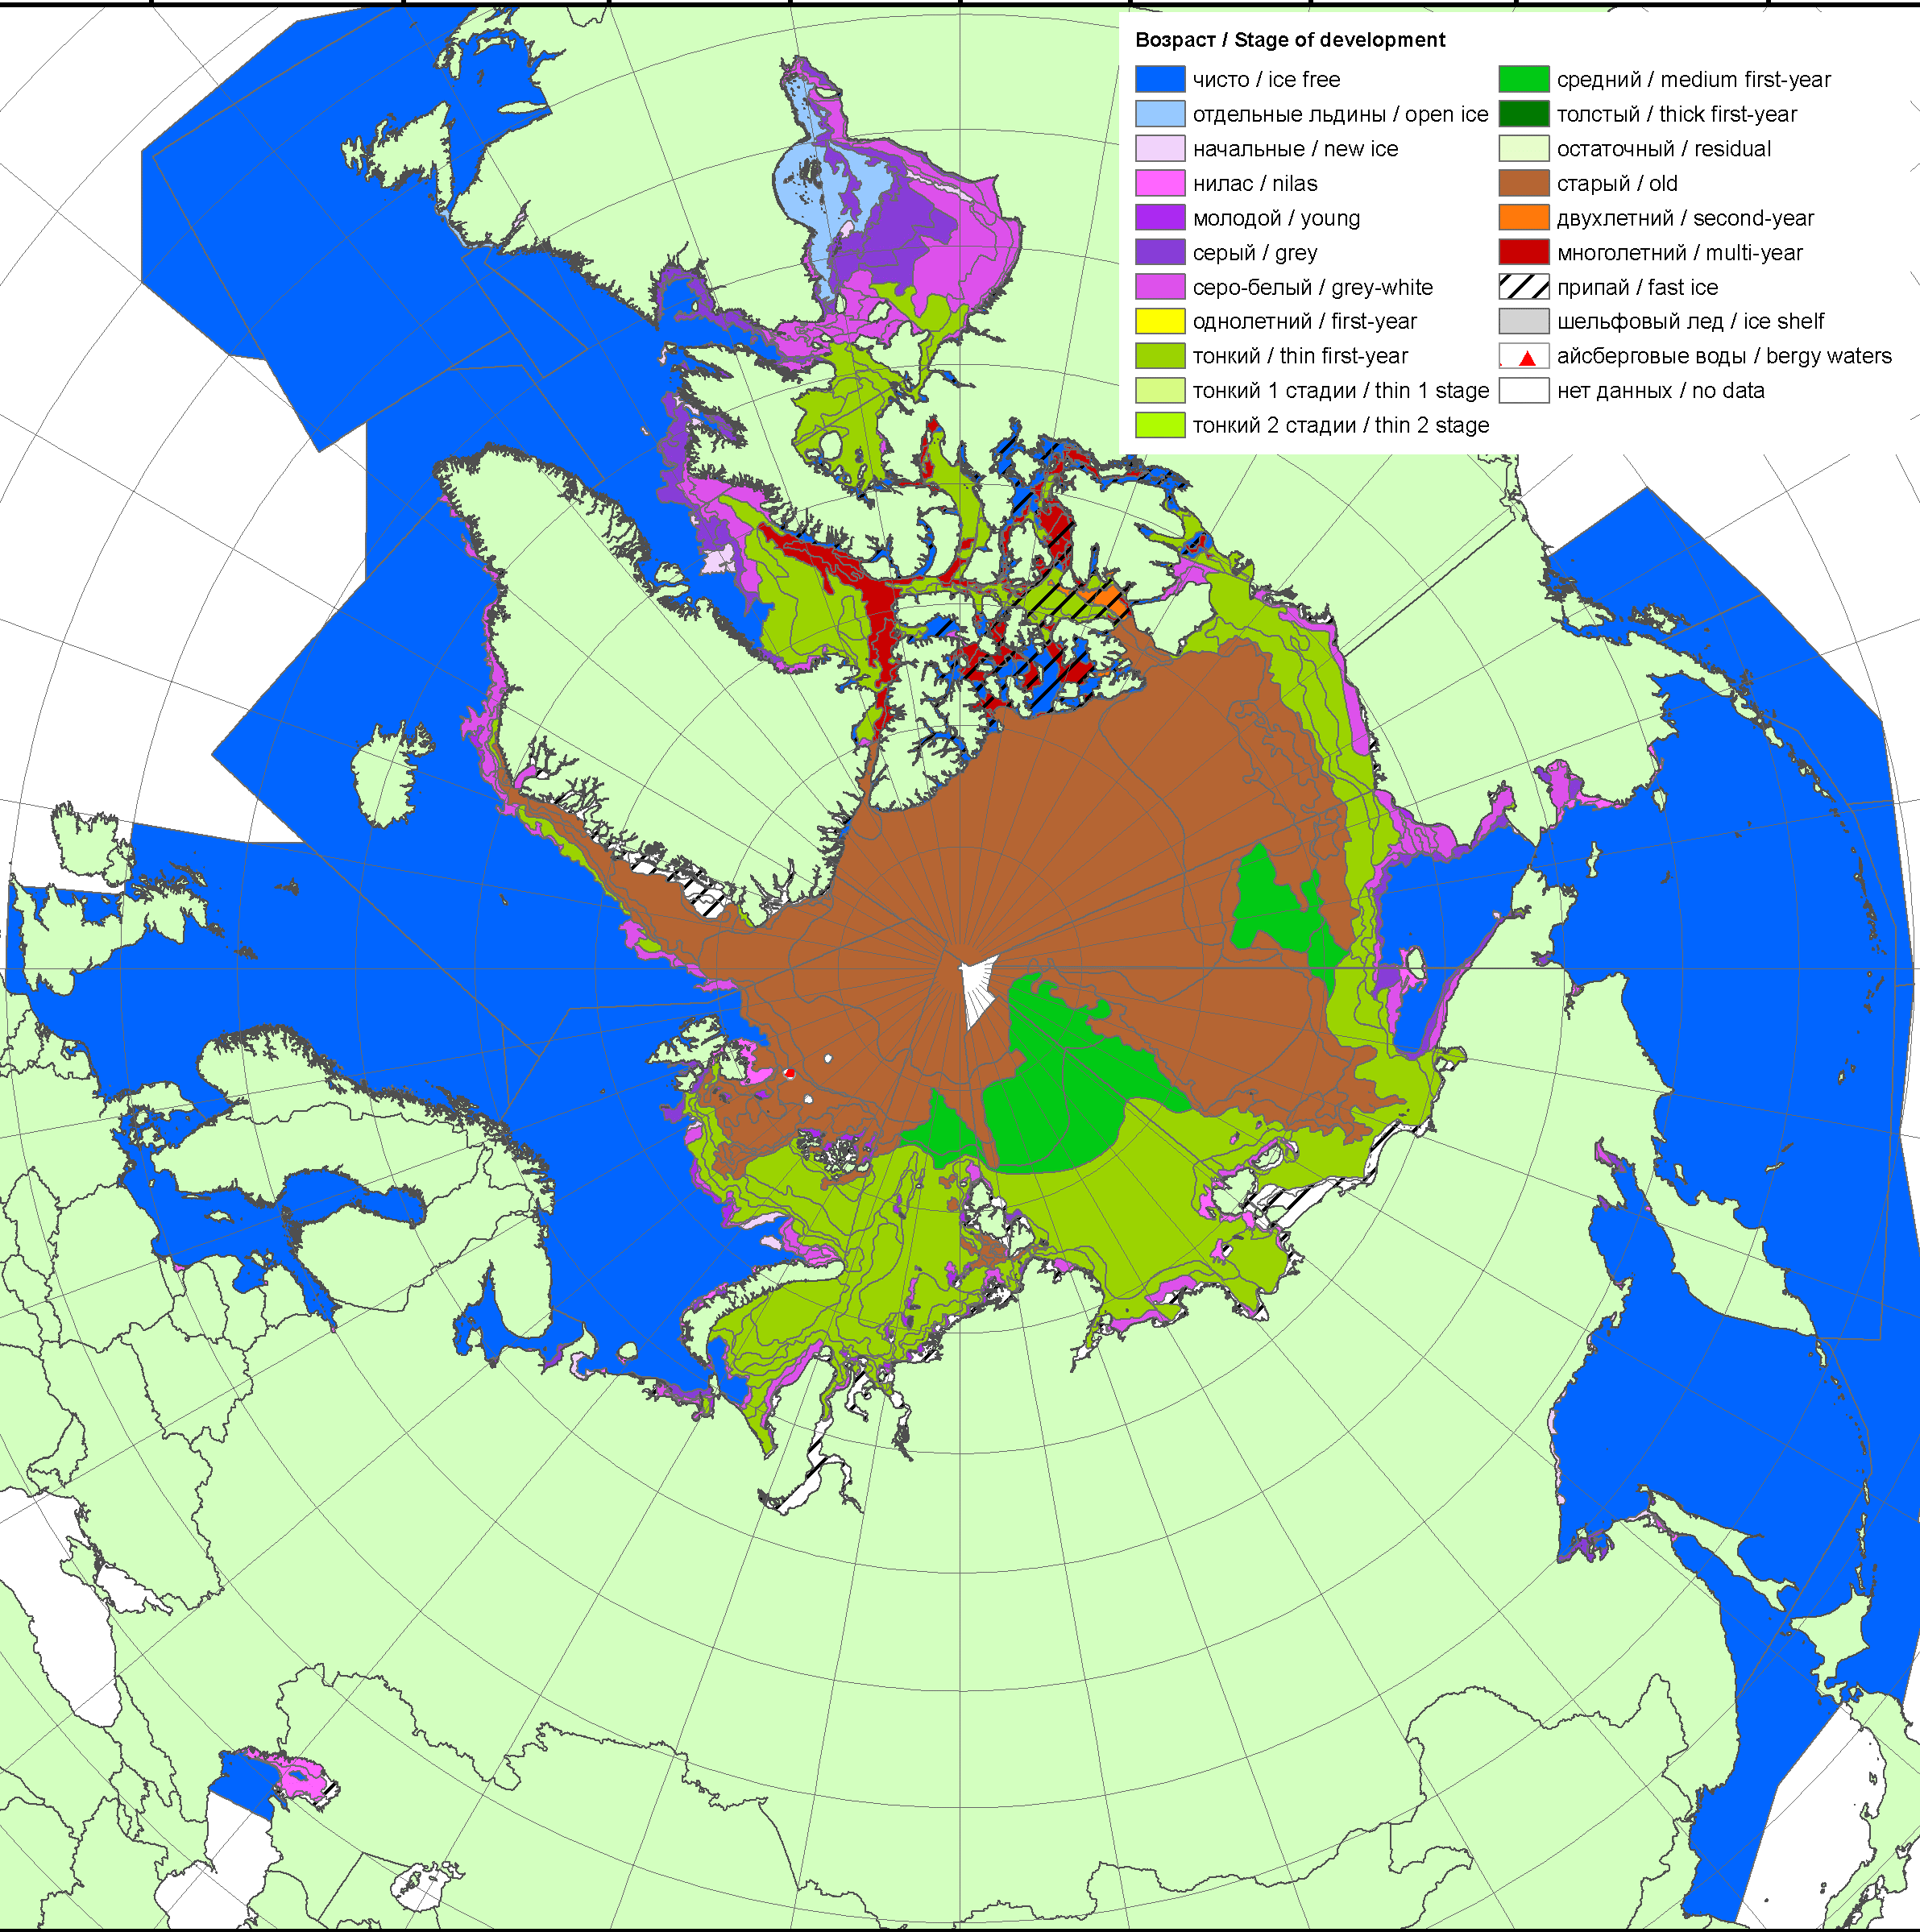 Возраст / Stage of development
чисто / ice free
отдельные льдины / open ice
начальные / new ice
нилас / nilas
молодой / young
серый / grey
серо-белый / grey-white
однолетний / first-year
тонкий / thin first-year
тонкий 1 стадии / thin 1 stage
тонкий 2 стадии / thin 2 stage
средний / medium first-year
толстый / thick first-year
остаточный / residual
старый / old
двухлетний / second-year
многолетний / multi-year
припай / fast ice
шельфовый лед / ice shelf
айсберговые воды / bergy waters
нет данных / no data